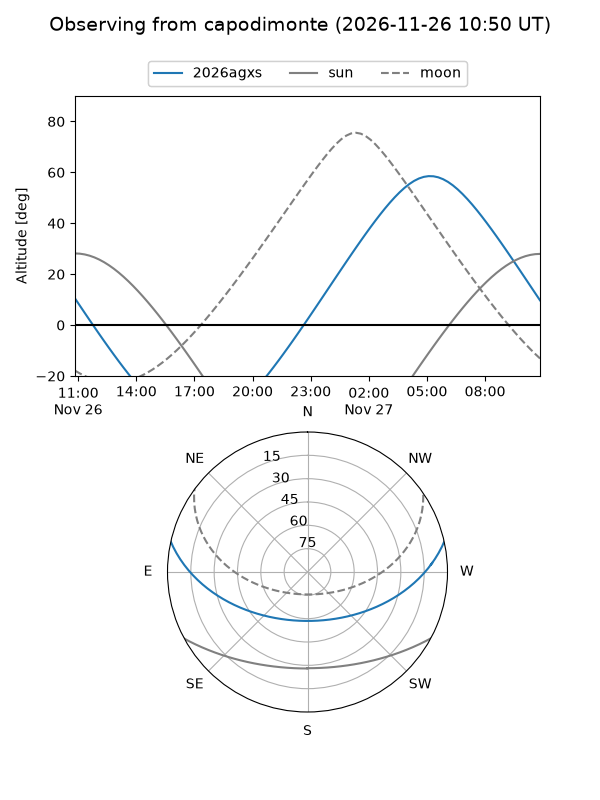 Observing from capodimonte (2026-11-26 10:50 UT)
2026agxs sun moon
Altitude [deg]
80
60
40
20
0
−20
11:00 14:00 17:00 20:00 23:00 02:00 05:00 08:00
Nov 26 Nov 27
N
NE NW
15
30
45
60
75
E W
SE SW
S